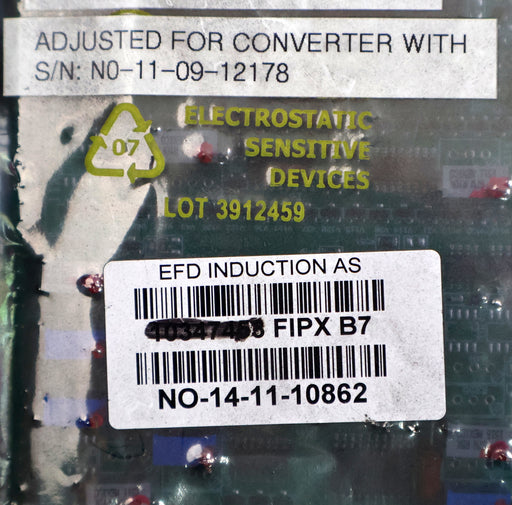 ADJUSTED FOR CONVERTER WITH
S/N: N0-11-09-12178
07
ELECTROSTATIC
SENSITIVE
DEVICES
LOT 3912459
EFD INDUCTION AS
FIPX B7
NO-14-11-10862